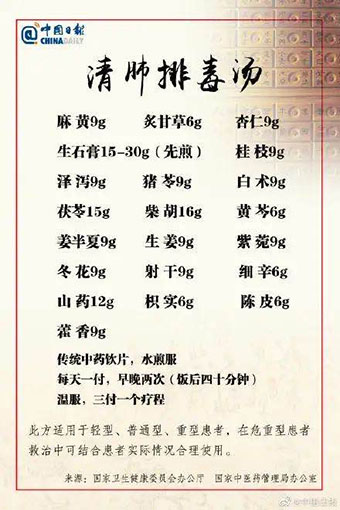 中国日报
CHINADAILY
清肺排毒汤
麻黄9g 炙甘草6g 杏仁9g
生石膏15-30g(先煎) 桂枝9g
泽泻9g 猪苓9g 白术9g
茯苓15g 柴胡16g 黄芩6g
姜半夏9g 生姜9g 紫菀9g
冬花9g 射干9g 细辛6g
山药12g 枳实6g 陈皮6g
藿香9g
传统中药饮片,水煎服
每天一付,早晚两次(饭后四十分钟)
温服,三付一个疗程
此方适用于轻型、普通型、重型患者,在危重型患者
救治中可结合患者实际情况合理使用。
来源:国家卫生健康委员会办公厅 国家中医药管理局办公室